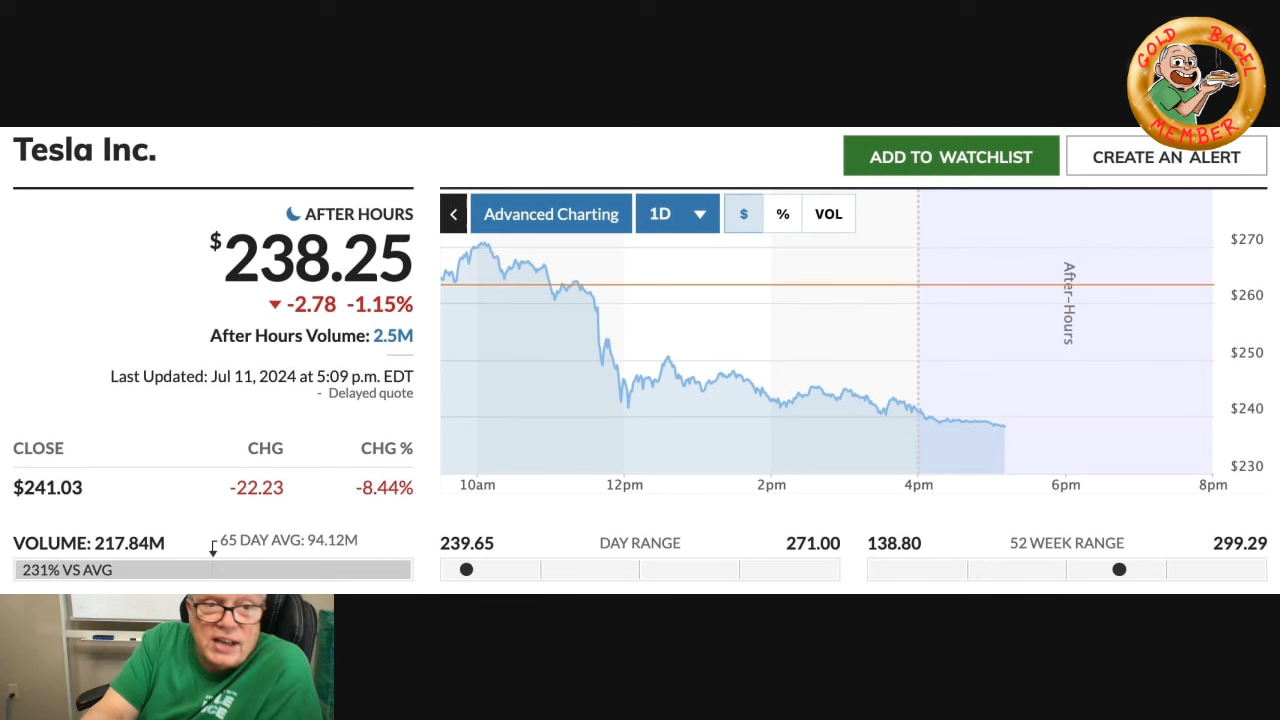 GOLD BAGEL
MEMBER
Tesla Inc.
ADD TO WATCHLIST
CREATE AN ALERT
AFTER HOURS
$238.25
-2.78 -1.15%
After Hours Volume: 2.5M
Last Updated: Jul 11, 2024 at 5:09 p.m. EDT
- Delayed quote
CLOSE CHG CHG %
$241.03 -22.23 -8.44%
VOLUME: 217.84M 65 DAY AVG: 94.12M
231% VS AVG
Advanced Charting 1D $ % VOL
$270
$260
$250
$240
$230
After-Hours
10am 12pm 2pm 4pm 6pm 8pm
239.65 DAY RANGE 271.00
138.80 52 WEEK RANGE 299.29